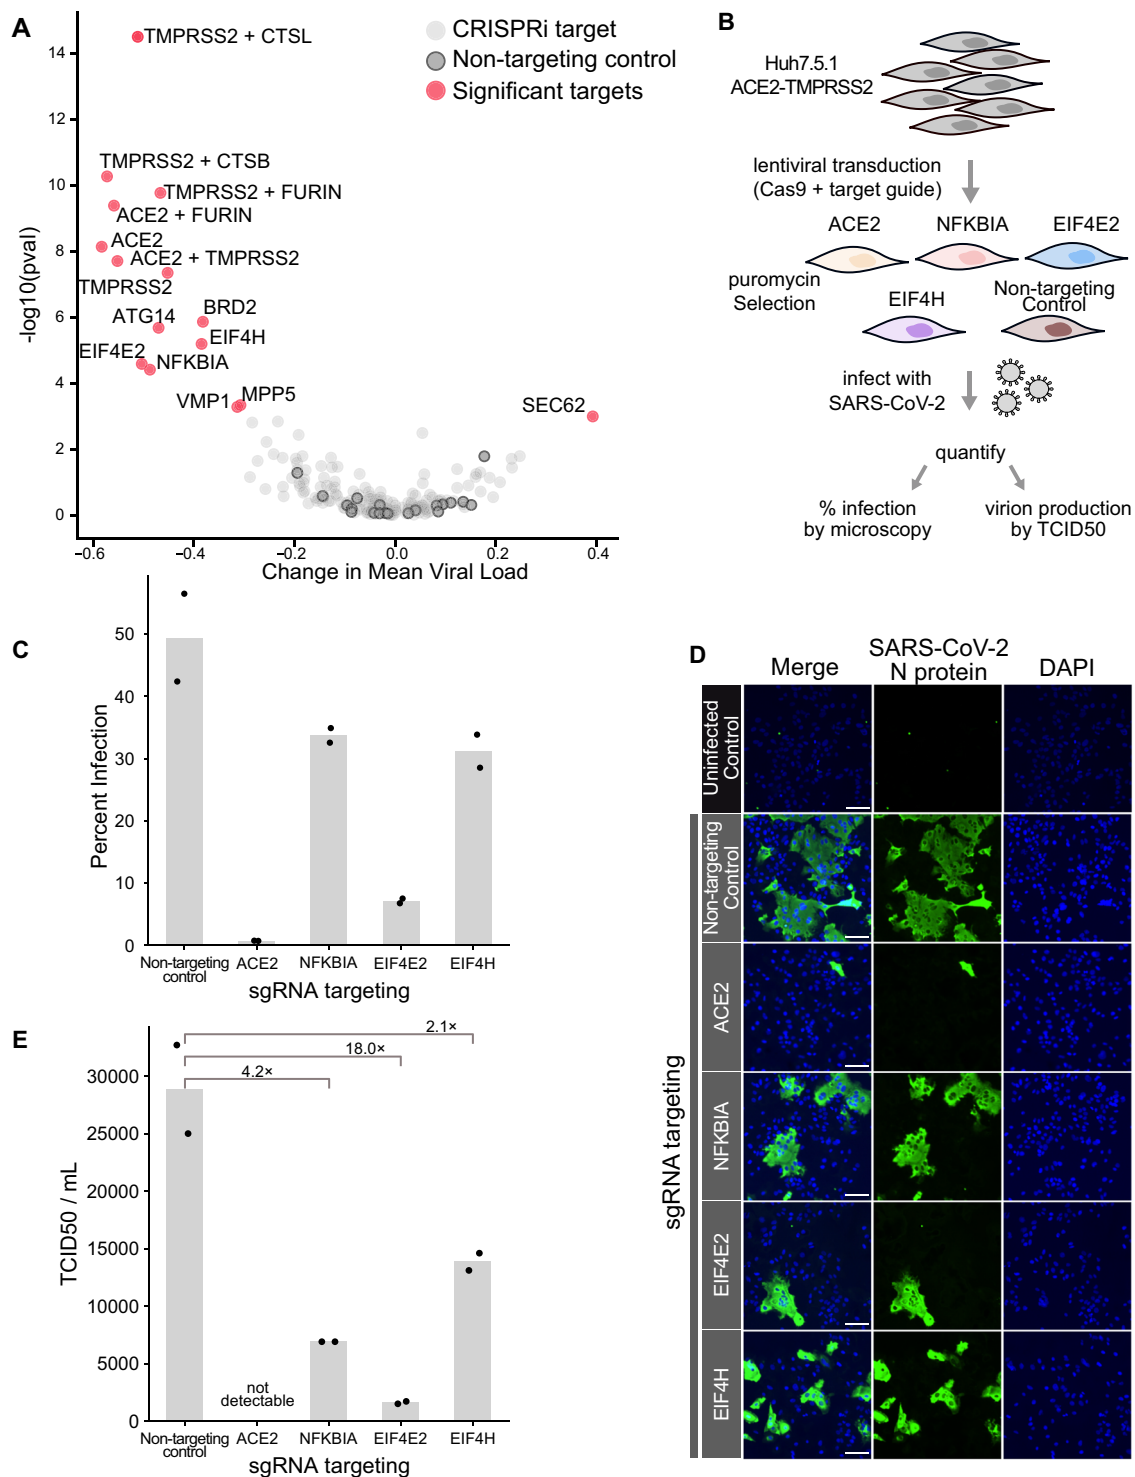 A
TMPRSS2 + CTSL
CRISPRi target
Non-targeting control
Significant targets
TMPRSS2 + CTSB
TMPRSS2 + FURIN
ACE2 + FURIN
ACE2
ACE2 + TMPRSS2
TMPRSS2
BRD2
ATG14
EIF4H
EIF4E2
NFKBIA
VMP1
MPP5
SEC62
14
12
10
8
6
4
2
0
-log10(pval)
−0.6
−0.4
−0.2
0.0
0.2
0.4
Change in Mean Viral Load
B
Huh7.5.1
ACE2-TMPRSS2
lentiviral transduction
(Cas9 + target guide)
ACE2
NFKBIA
EIF4E2
puromycin
Selection
EIF4H
Non-targeting
Control
infect with
SARS-CoV-2
quantify
% infection
by microscopy
virion production
by TCID50
C
50
40
30
20
10
0
Percent Infection
Non-targeting
control
ACE2
NFKBIA
EIF4E2
EIF4H
sgRNA targeting
D
Merge
SARS-CoV-2
N protein
DAPI
Uninfected
Control
Non-targeting
Control
ACE2
NFKBIA
EIF4E2
EIF4H
sgRNA targeting
E
2.1×
18.0×
4.2×
30000
25000
20000
15000
10000
5000
0
TCID50 / mL
not
detectable
Non-targeting
control
ACE2
NFKBIA
EIF4E2
EIF4H
sgRNA targeting